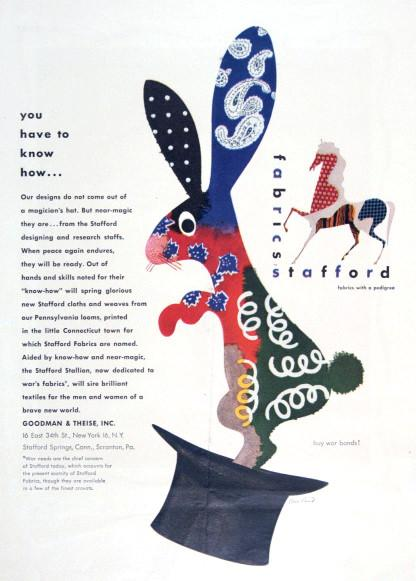 you
have to
know
how...
Our designs do not come out of
a magician's hat. But near-magic
they are...from the Stafford
designing and research staffs.
When peace again endures,
they will be ready. Out of
hands and skills noted for their
"know-how" will spring glorious
new Stafford cloths and weaves from
our Pennsylvania looms, printed
in the little Connecticut town for
which Stafford Fabrics are named.
Aided by know-how and near-magic,
the Stafford Stallion, now dedicated to
war's fabrics*, will sire brilliant
textiles for the men and women of a
brave new world.
GOODMAN & THEISE, INC.
16 East 34th St., New York 16, N.Y.
Stafford Springs, Conn., Scranton, Pa.
*War needs are the chief concern
of Stafford today, which accounts for
the present scarcity of Stafford
Fabrics, though they are available
in a few of the finest cravats.
fabrics
stafford
fabrics with a pedigree
buy war bonds!